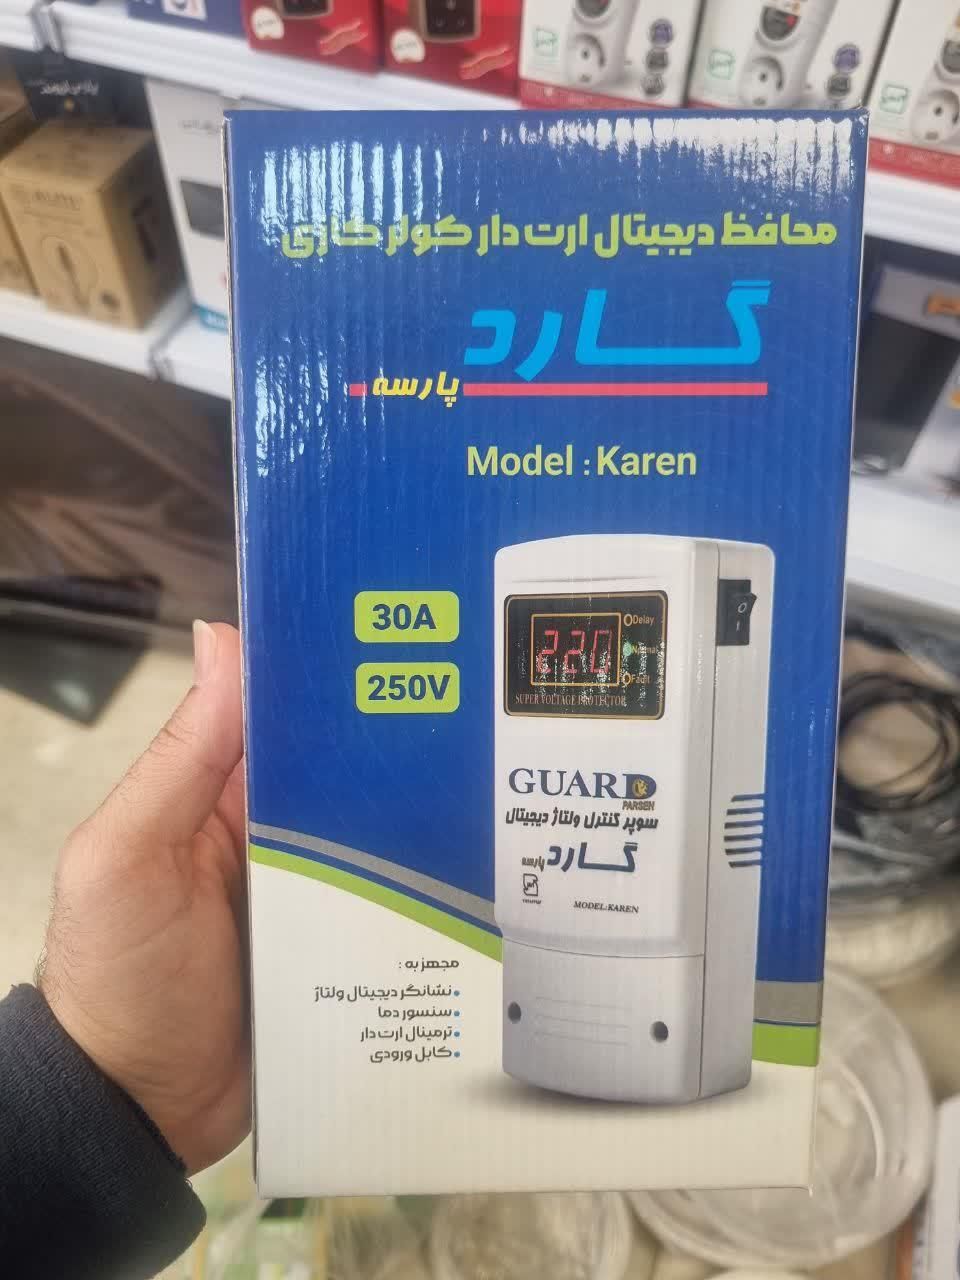 محافظ دیجیتال ارت دار کولر گازی
گارد
پارسه
Model : Karen
30A
250V
220
Delay
Normal
Fault
SUPER VOLTAGE PROTECTOR
GUARD
PARSEH
سوپر کنترل ولتاژ دیجیتال
گارد پارسه
MODEL:KAREN
مجهز به :
• نشانگر دیجیتال ولتاژ
• سنسور دما
• ترمینال ارت دار
• کابل ورودی